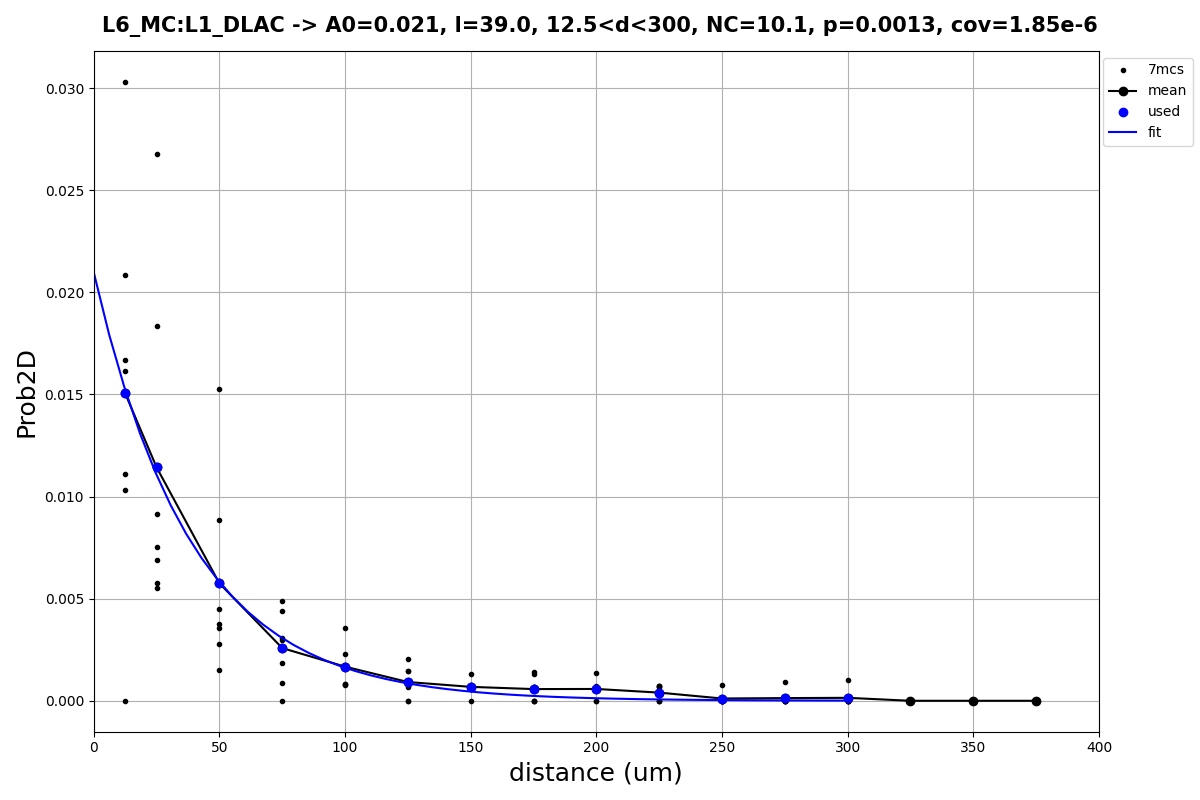 L6_MC:L1_DLAC -> A0=0.021, l=39.0, 12.5<d<300, NC=10.1, p=0.0013, cov=1.85e-6
7mcs
mean
used
fit
Prob2D
0.030
0.025
0.020
0.015
0.010
0.005
0.000
0 50 100 150 200 250 300 350 400
distance (um)